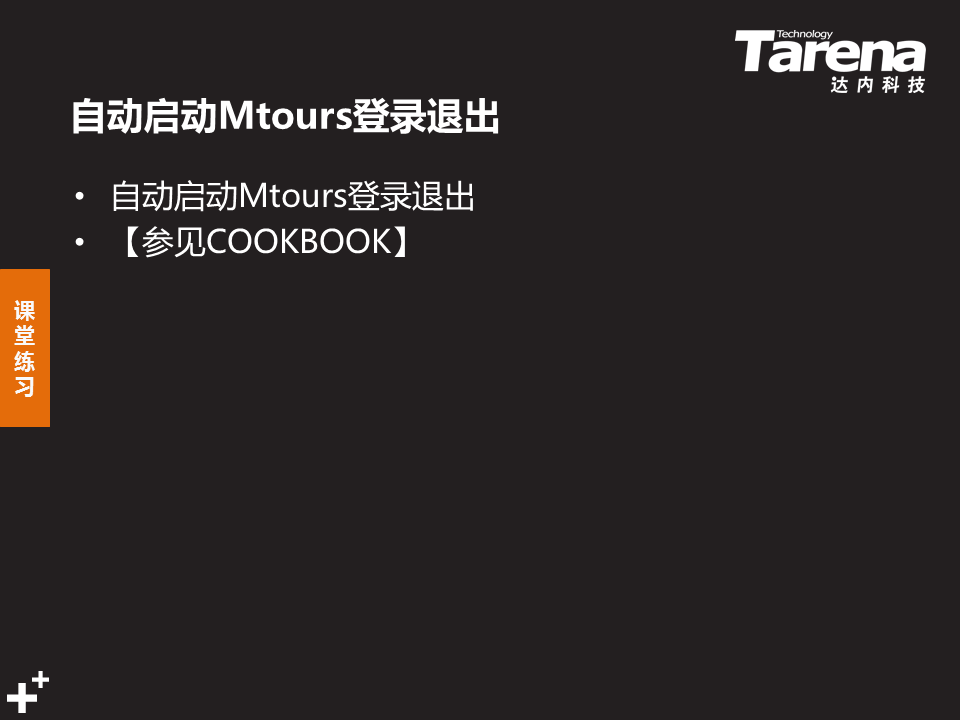 Technology
Tarena
达内科技
自动启动Mtours登录退出
• 自动启动Mtours登录退出
• 【参见COOKBOOK】
课
堂
练
习